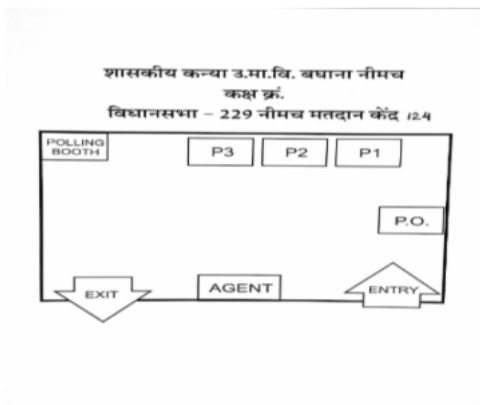 शासकीय कन्या उ.मा.वि. बघाना नीमच
कक्ष क्रं.
विधानसभा - 229 नीमच मतदान केंद 124
POLLING
BOOTH
P3 P2 P1
P.O.
EXIT AGENT ENTRY